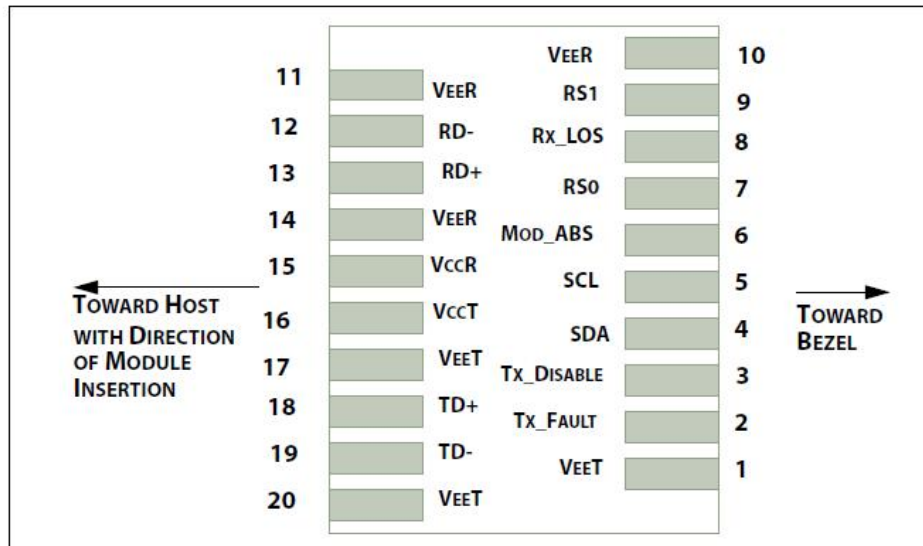 11 VEER
12 RD-
13 RD+
14 VEER
15 VCCR
16 VCCT
17 VEET
18 TD+
19 TD-
20 VEET
VEER 10
RS1 9
RX_LOS 8
RS0 7
MOD_ABS 6
SCL 5
SDA 4
TX_DISABLE 3
TX_FAULT 2
VEET 1
TOWARD HOST
WITH DIRECTION
OF MODULE
INSERTION
TOWARD
BEZEL